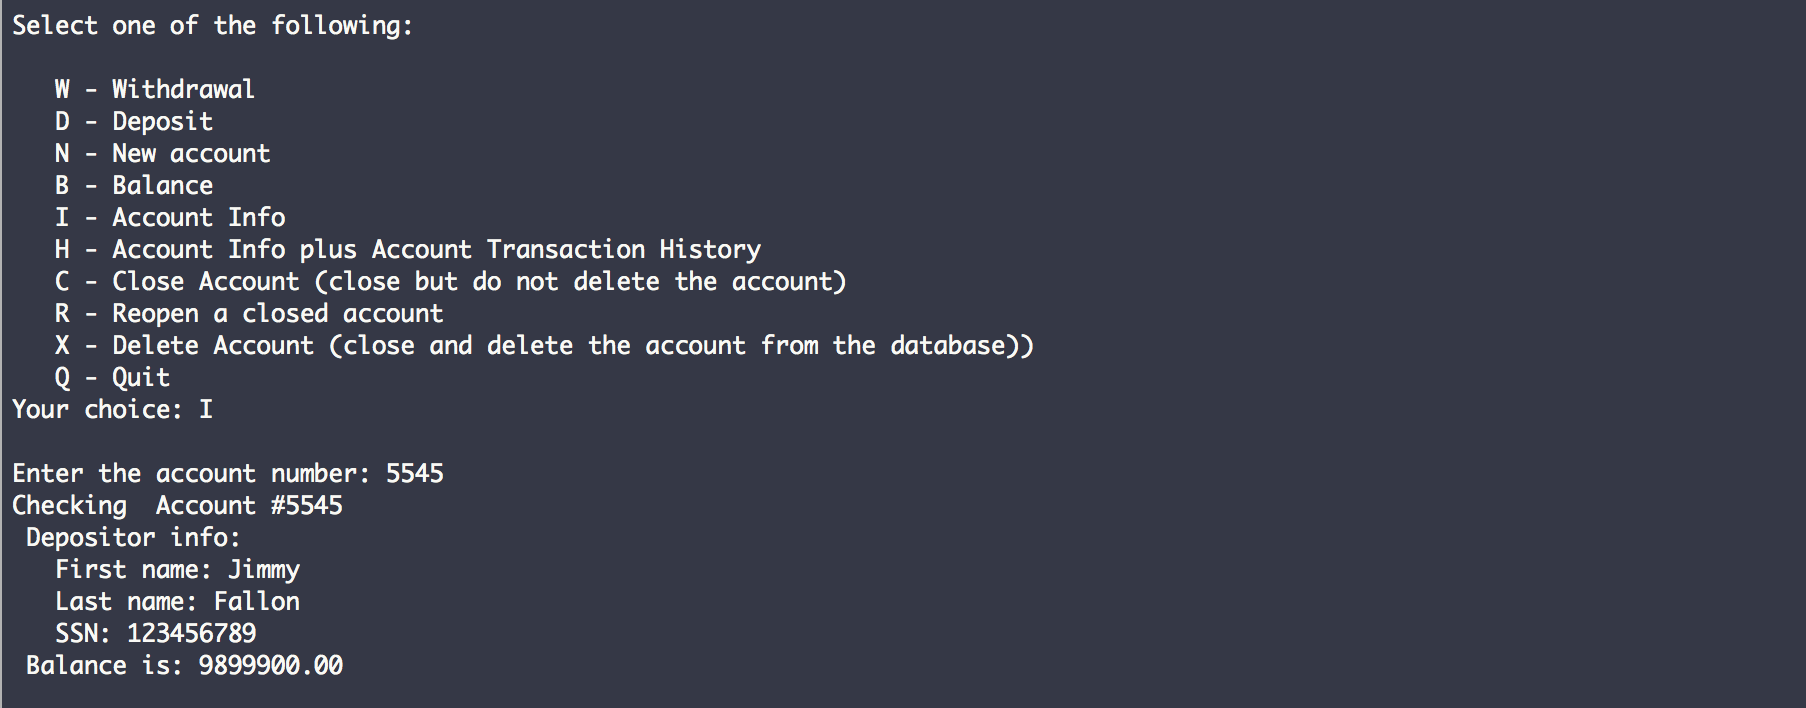 Select one of the following:
W - Withdrawal
D - Deposit
N - New account
B - Balance
I - Account Info
H - Account Info plus Account Transaction History
C - Close Account (close but do not delete the account)
R - Reopen a closed account
X - Delete Account (close and delete the account from the database))
Q - Quit
Your choice: I
Enter the account number: 5545
Checking  Account #5545
Depositor info:
First name: Jimmy
Last name: Fallon
SSN: 123456789
Balance is: 9899900.00